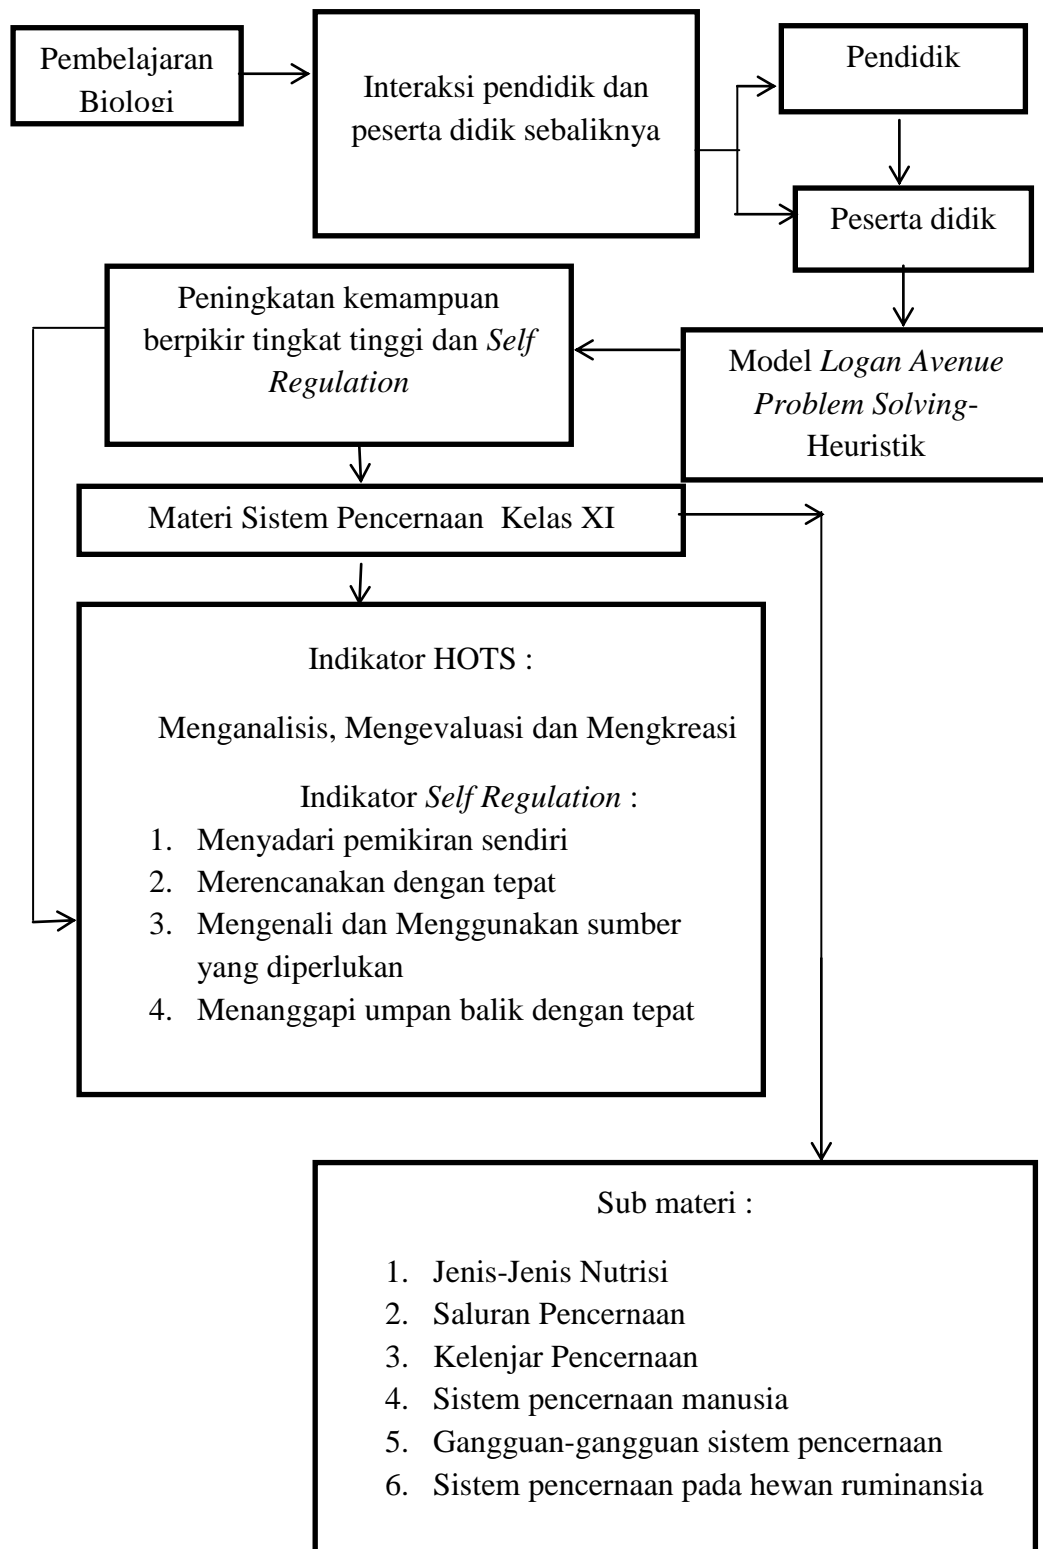 Pembelajaran
Biologi
Interaksi pendidik dan
peserta didik sebaliknya
Pendidik
Peserta didik
Peningkatan kemampuan
berpikir tingkat tinggi dan Self
Regulation
Model Logan Avenue
Problem Solving-
Heuristik
Materi Sistem Pencernaan Kelas XI
Indikator HOTS :
Menganalisis, Mengevaluasi dan Mengkreasi
Indikator Self Regulation :
1. Menyadari pemikiran sendiri
2. Merencanakan dengan tepat
3. Mengenali dan Menggunakan sumber
yang diperlukan
4. Menanggapi umpan balik dengan tepat
Sub materi :
1. Jenis-Jenis Nutrisi
2. Saluran Pencernaan
3. Kelenjar Pencernaan
4. Sistem pencernaan manusia
5. Gangguan-gangguan sistem pencernaan
6. Sistem pencernaan pada hewan ruminansia